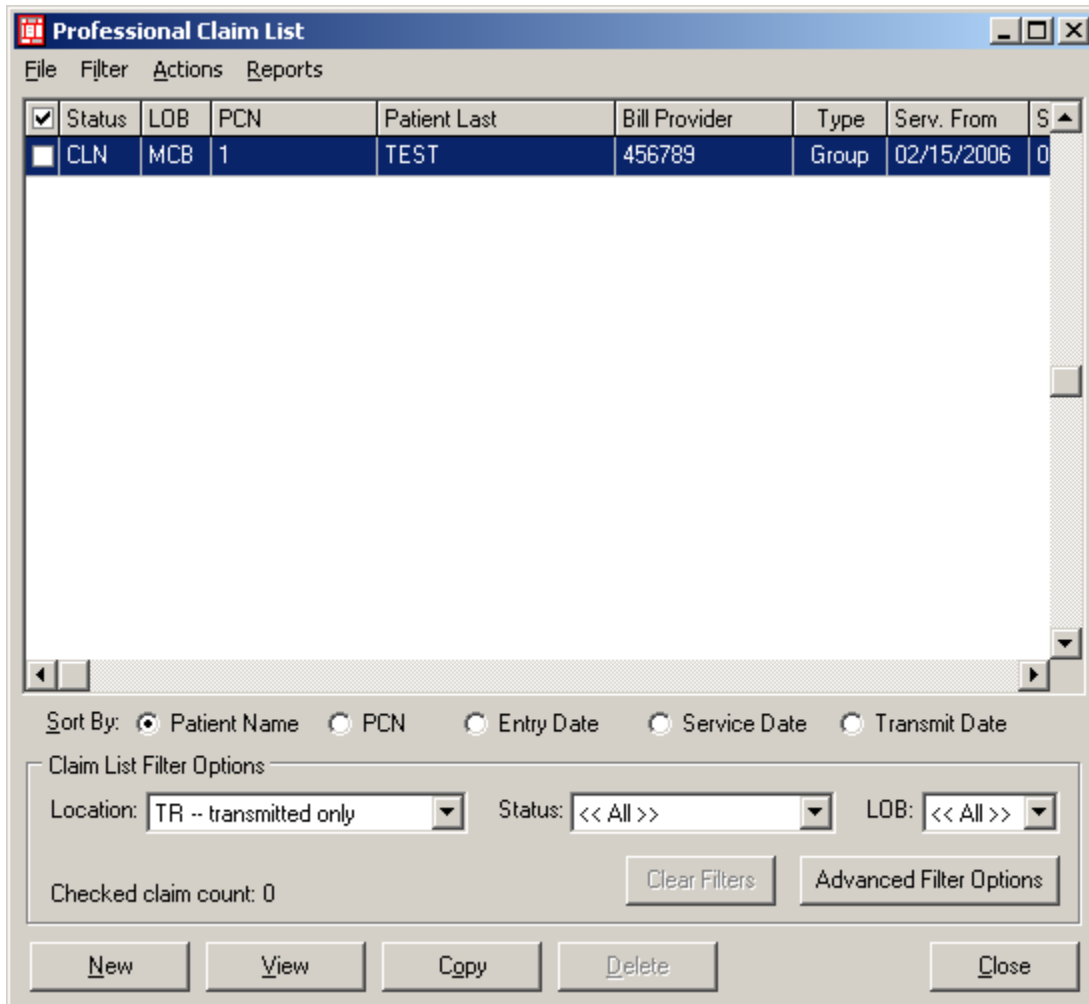 Professional Claim List
File Filter Actions Reports
Status LOB PCN Patient Last Bill Provider Type Serv. From S
CLN MCB 1 TEST 456789 Group 02/15/2006 0
Sort By: Patient Name PCN Entry Date Service Date Transmit Date
Claim List Filter Options
Location: TR -- transmitted only Status: << All >> LOB: << All >>
Checked claim count: 0 Clear Filters Advanced Filter Options
New View Copy Delete Close